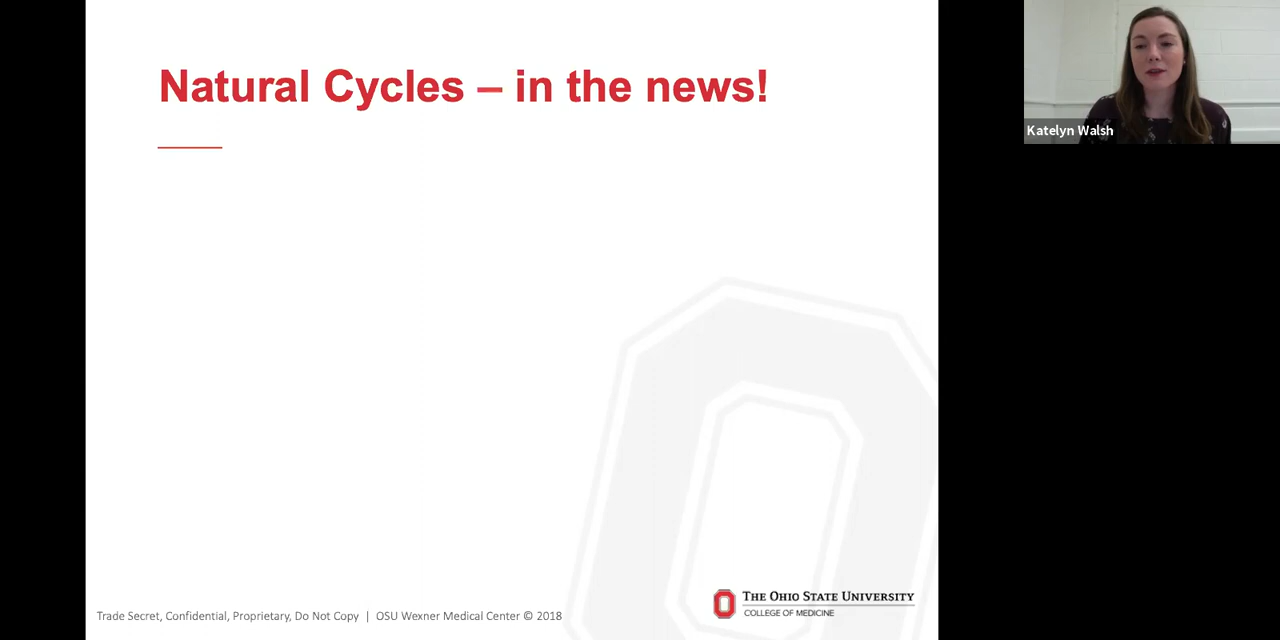 Natural Cycles – in the news!
Katelyn Walsh
Trade Secret, Confidential, Proprietary, Do Not Copy | OSU Wexner Medical Center © 2018
THE OHIO STATE UNIVERSITY
COLLEGE OF MEDICINE